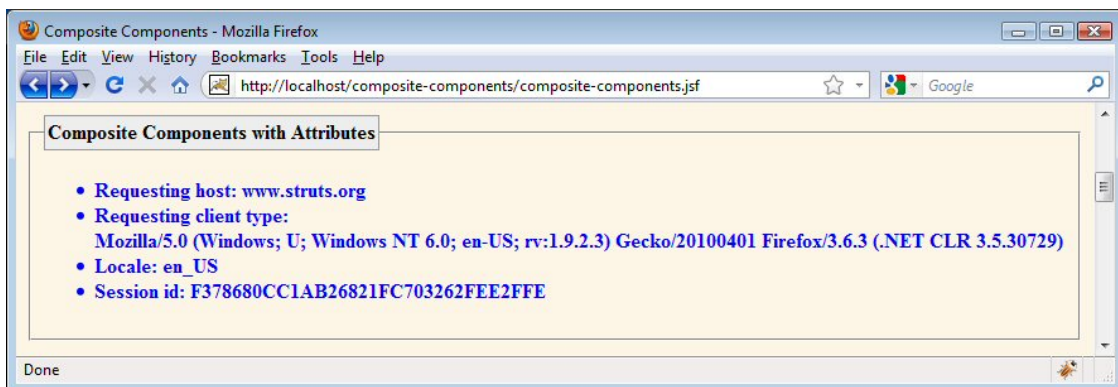 Composite Components - Mozilla Firefox
File Edit View History Bookmarks Tools Help
http://localhost/composite-components/composite-components.jsf
Google
Composite Components with Attributes
• Requesting host: www.struts.org
• Requesting client type:
Mozilla/5.0 (Windows; U; Windows NT 6.0; en-US; rv:1.9.2.3) Gecko/20100401 Firefox/3.6.3 (.NET CLR 3.5.30729)
• Locale: en_US
• Session id: F378680CC1AB26821FC703262FEE2FFE
Done